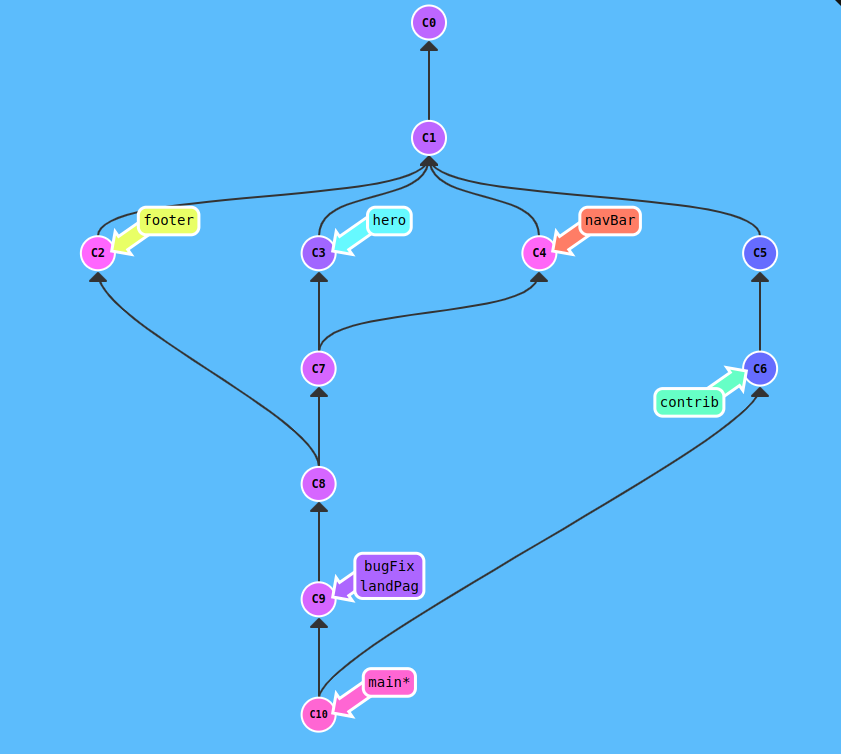 C0
C1
footer
hero
navBar
C2
C3
C4
C5
C7
C6
contrib
C8
bugFix
landPag
C9
main*
C10